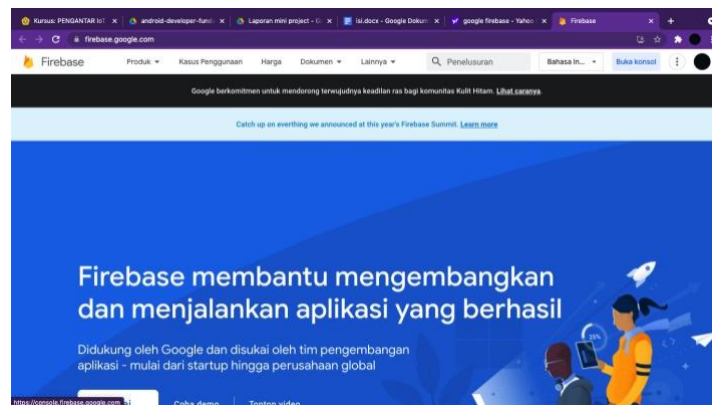 Kursus: PENGANTAR IoT
android-developer-fund
Laporan mini project - G
isi.docx - Google Dokum
google firebase - Yahoo
Firebase
firebase.google.com
Firebase Produk Kasus Penggunaan Harga Dokumen Lainnya Penelusuran Bahasa In... Buka konsol
Google berkomitmen untuk mendorong terwujudnya keadilan ras bagi komunitas Kulit Hitam. Lihat caranya.
Catch up on everthing we announced at this year's Firebase Summit. Learn more
Firebase membantu mengembangkan
dan menjalankan aplikasi yang berhasil
Didukung oleh Google dan disukai oleh tim pengembangan
aplikasi - mulai dari startup hingga perusahaan global
25%
Coba demo Tonton video
https://console.firebase.google.com